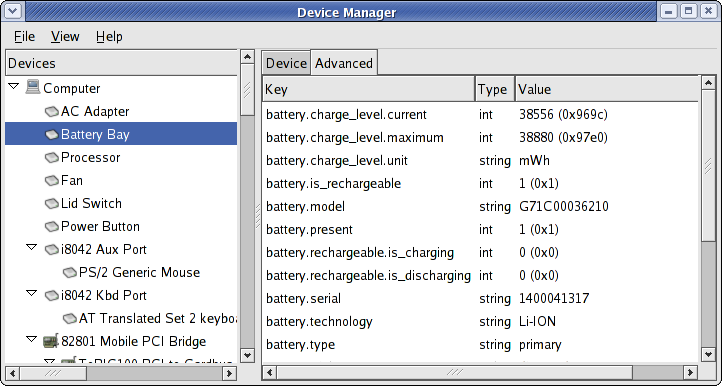 Device Manager
File View Help
Devices
Computer
AC Adapter
Battery Bay
Processor
Fan
Lid Switch
Power Button
i8042 Aux Port
PS/2 Generic Mouse
i8042 Kbd Port
AT Translated Set 2 keyboa
82801 Mobile PCI Bridge
Device Advanced
Key Type Value
battery.charge_level.current int 38556 (0x969c)
battery.charge_level.maximum int 38880 (0x97e0)
battery.charge_level.unit string mWh
battery.is_rechargeable int 1 (0x1)
battery.model string G71C00036210
battery.present int 1 (0x1)
battery.rechargeable.is_charging int 0 (0x0)
battery.rechargeable.is_discharging int 0 (0x0)
battery.serial string 1400041317
battery.technology string Li-ION
battery.type string primary